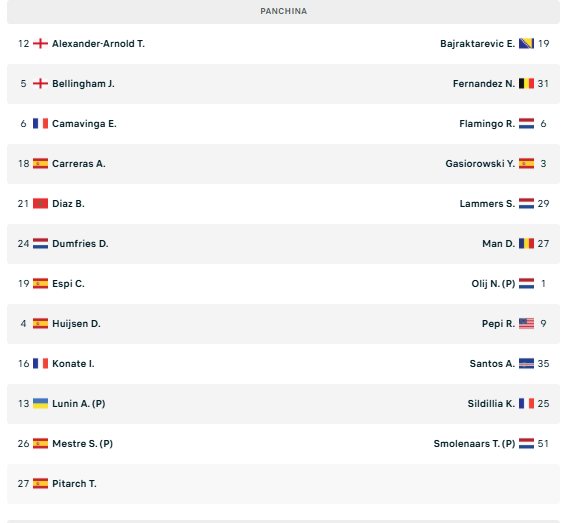 PANCHINA
12 Alexander-Arnold T. Bajraktarevic E. 19
5 Bellingham J. Fernandez N. 31
6 Camavinga E. Flamingo R. 6
18 Carreras A. Gasiorowski Y. 3
21 Diaz B. Lammers S. 29
24 Dumfries D. Man D. 27
19 Espi C. Olij N. (P) 1
4 Huijsen D. Pepi R. 9
16 Konate I. Santos A. 35
13 Lunin A. (P) Sildillia K. 25
26 Mestre S. (P) Smolenaars T. (P) 51
27 Pitarch T.